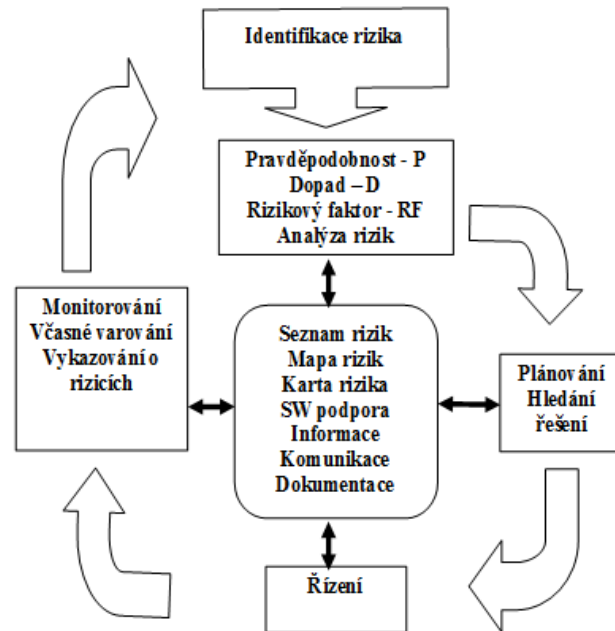 Identifikace rizika
Pravděpodobnost - P
Dopad – D
Rizikový faktor - RF
Analýza rizik
Monitorování
Včasné varování
Vykazování o
rizicích
Seznam rizik
Mapa rizik
Karta rizika
SW podpora
Informace
Komunikace
Dokumentace
Plánování
Hledání
řešení
Řízení